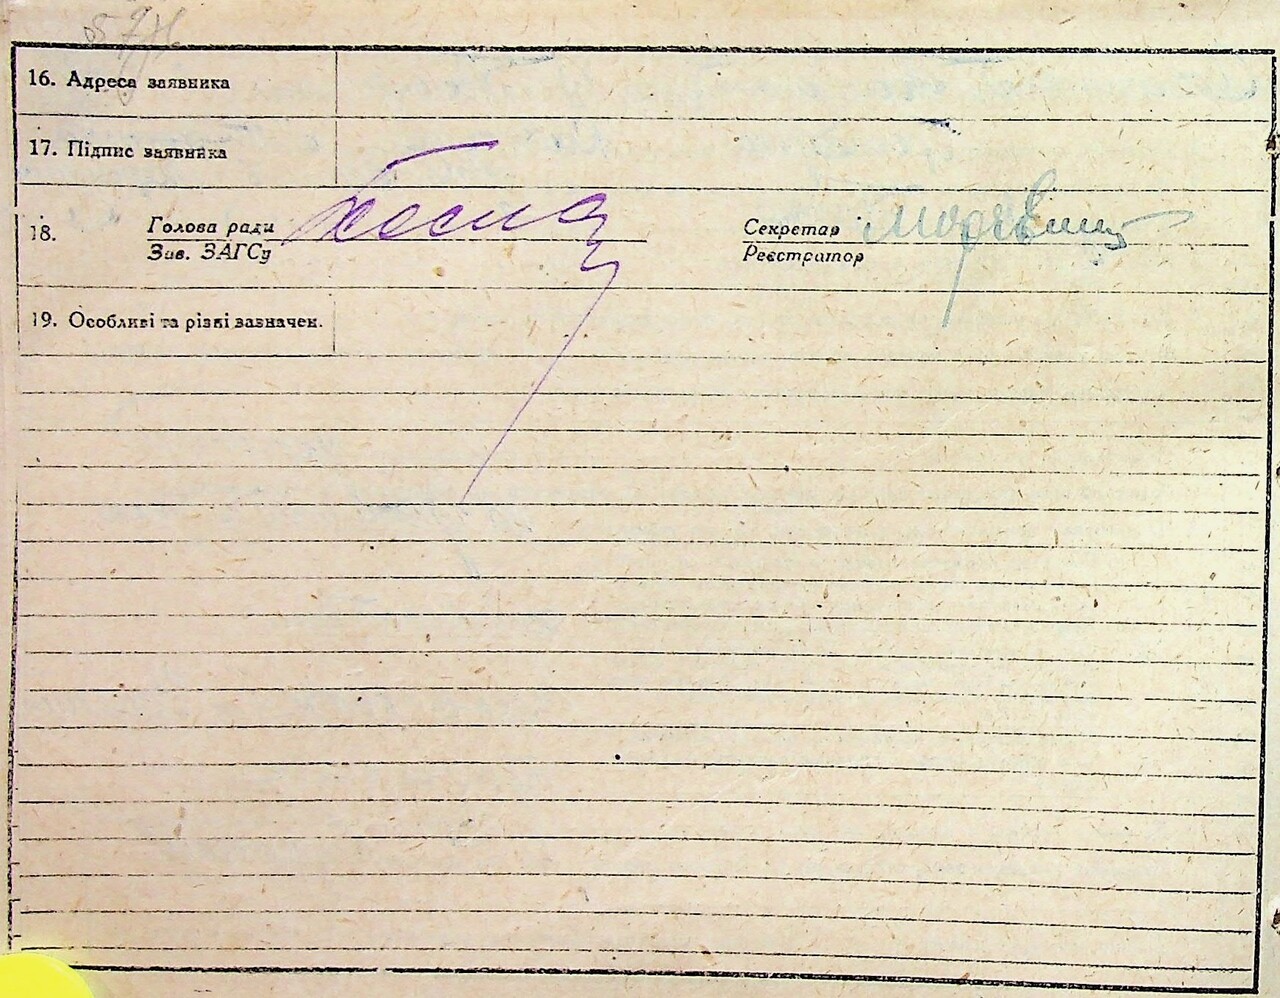 16. Адреса заявника
17. Підпис заявника
18. Голова ради
Зав. ЗАГСу
Секретар
Реєстратор
19. Особливі та різні зазначен.